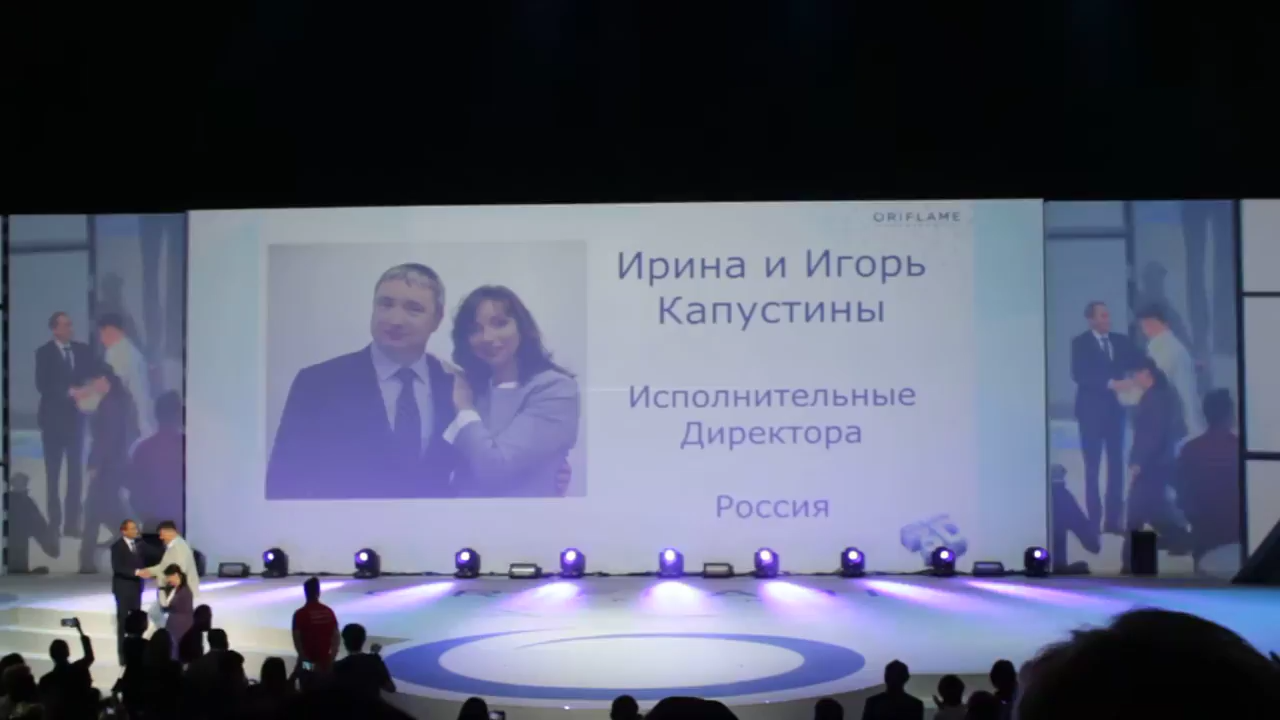 ORIFLAME
Ирина и Игорь
Капустины
Исполнительные
Директора
Россия